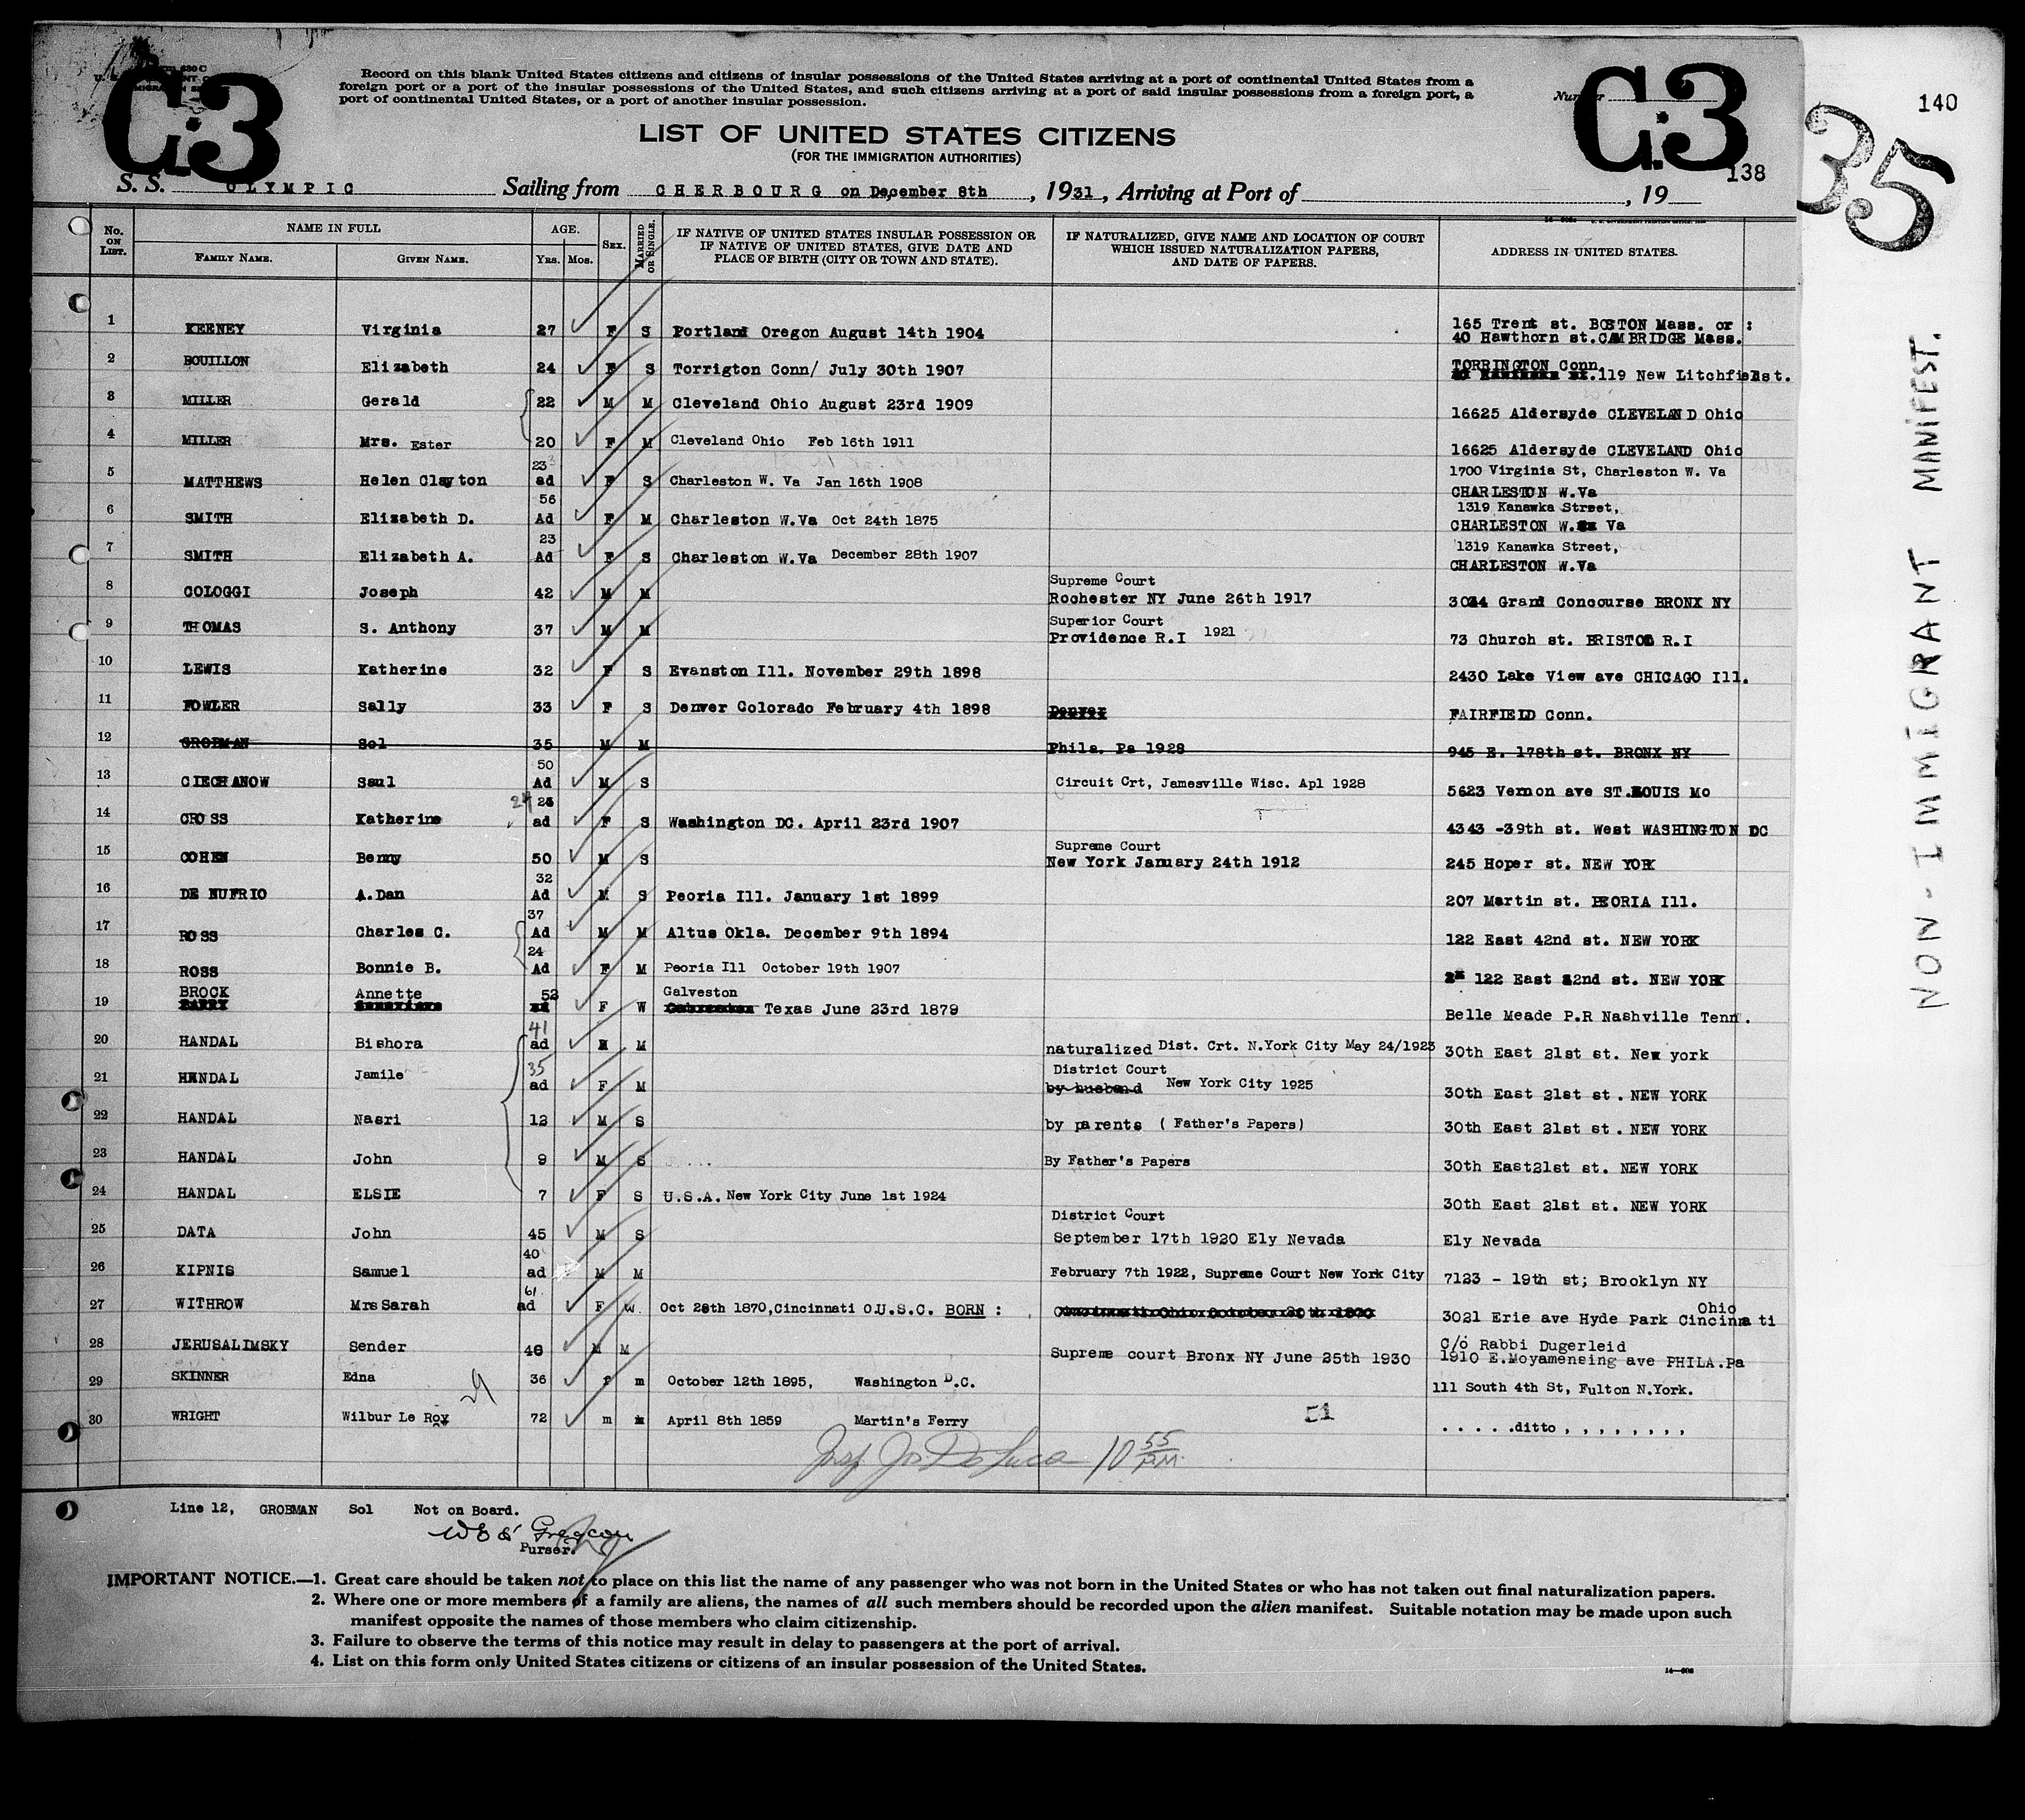 C3
C3
Record on this blank United States citizens and citizens of insular possessions of the United States arriving at a port of continental United States from a
foreign port or a port of the insular possessions of the United States, and such citizens arriving at a port of said insular possessions from a foreign port, a
port of continental United States, or a port of another insular possession.
Number
140
35
LIST OF UNITED STATES CITIZENS
(FOR THE IMMIGRATION AUTHORITIES)
138
S. S. OLYMPIC Sailing from CHERBOURG on December 8th, 1931, Arriving at Port of , 19
No. ON LIST. NAME IN FULL FAMILY NAME. GIVEN NAME. AGE. YRS. MOS. SEX. MARRIED OR SINGLE. IF NATIVE OF UNITED STATES INSULAR POSSESSION OR IF NATIVE OF UNITED STATES, GIVE DATE AND PLACE OF BIRTH (CITY OR TOWN AND STATE). IF NATURALIZED, GIVE NAME AND LOCATION OF COURT WHICH ISSUED NATURALIZATION PAPERS, AND DATE OF PAPERS. ADDRESS IN UNITED STATES.
1 KEENEY Virginia 27 F S Portland Oregon August 14th 1904 165 Trent st. BOSTON Mass. or :
40 Hawthorn st. CAMBRIDGE Mass.
2 BOUILLON Elizabeth 24 F S Torrigton Conn/ July 30th 1907 TORRINGTON Conn
119 New Litchfield st.
3 MILLER Gerald 22 M M Cleveland Ohio August 23rd 1909 16625 Aldersyde CLEVELAND Ohio
4 MILLER Mrs. Ester 20 F M Cleveland Ohio Feb 16th 1911 16625 Aldersyde CLEVELAND Ohio
5 MATTHEWS Helen Clayton 23 ad F S Charleston W. Va Jan 16th 1908 1700 Virginia St, Charleston W. Va
CHARLESTON W.Va
6 SMITH Elizabeth D. 56 Ad F M Charleston W.Va Oct 24th 1875 1319 Kanawka Street,
CHARLESTON W. Va
7 SMITH Elizabeth A. 23 Ad F S Charleston W.Va December 28th 1907 1319 Kanawka Street,
CHARLESTON W.Va
8 COLOGGI Joseph 42 M M Supreme Court
Rochester NY June 26th 1917 Grand Concourse BRONX NY
9 THOMAS S. Anthony 37 M M Superior Court
Providence R.I 1921 73 Church st. BRISTOL R.I
10 LEWIS Katherine 32 F S Evanston Ill. November 29th 1898 2430 Lake View ave CHICAGO Ill.
11 FOWLER Sally 33 F S Denver Colorado February 4th 1898 Denver FAIRFIELD Conn.
12 GROBMAN Sol 35 M M Phila. Pa 1928 945 E. 178th st. BRONX NY
13 CIECHANOW Saul 50 Ad M S Circuit Crt, Jamesville Wisc. Apl 1928 5623 Vernon ave ST.LOUIS Mo
14 CROSS Katherine 24 ad F S Washington DC. April 23rd 1907 4343 -39th st. West WASHINGTON DC
15 COHEN Benny 50 M S Supreme Court
New York January 24th 1912 245 Hoper st. NEW YORK
16 DE NUFRIO A.Dan 32 Ad M S Peoria Ill. January 1st 1899 207 Martin st. PEORIA Ill.
17 ROSS Charles C. 37 Ad M M Altus Okla. December 9th 1894 122 East 42nd st. NEW YORK
18 ROSS Bonnie B. 24 Ad F M Peoria Ill October 19th 1907 122 East 42nd st. NEW YORK
19 BROCK Annette 52 F W Galveston
Texas June 23rd 1879 Belle Meade P.R Nashville Tenn.
20 HANDAL Bishora 41 ad M M naturalized Dist. Crt. N.York City May 24/1923 30th East 21st st. New york
21 HANDAL Jamile 35 ad F M District Court
by husband New York City 1925 30th East 21st st. NEW YORK
22 HANDAL Nasri 12 M S by parents ( Father's Papers) 30th East 21st st. NEW YORK
23 HANDAL John 9 M S By Father's Papers 30th East21st st. NEW YORK
24 HANDAL ELSIE 7 F S U.S.A. New York City June 1st 1924 30th East 21st st. NEW YORK
25 DATA John 45 M S District Court
September 17th 1920 Ely Nevada Ely Nevada
26 KIPNIS Samuel 40 ad M M February 7th 1922, Supreme Court New York City 7123 - 19th st; Brooklyn NY
27 WITHROW Mrs Sarah 61 ad F W. Oct 28th 1870,Cincinnati O.U.S.C. BORN : 3021 Erie ave Hyde Park Cincinnati Ohio
28 JERUSALIMSKY Sender 48 M M Supreme court Bronx NY June 25th 1930 C/o Rabbi Dugerleid
1910 E.Moyamensing ave PHILA.Pa
29 SKINNER Edna 36 f m October 12th 1895, Washington D.C. 111 South 4th St, Fulton N.York.
30 WRIGHT Wilbur Le Roy 72 m m April 8th 1859 Martin's Ferry . . . . .ditto , , , , , , , ,
29
Insp Jos De Luca 10 55 P.M.
Line 12, GROBMAN Sol Not on Board.
Purser.
IMPORTANT NOTICE.—1. Great care should be taken not to place on this list the name of any passenger who was not born in the United States or who has not taken out final naturalization papers.
2. Where one or more members of a family are aliens, the names of all such members should be recorded upon the alien manifest. Suitable notation may be made upon such
manifest opposite the names of those members who claim citizenship.
3. Failure to observe the terms of this notice may result in delay to passengers at the port of arrival.
4. List on this form only United States citizens or citizens of an insular possession of the United States.
NON-IMMIGRANT MANIFEST.